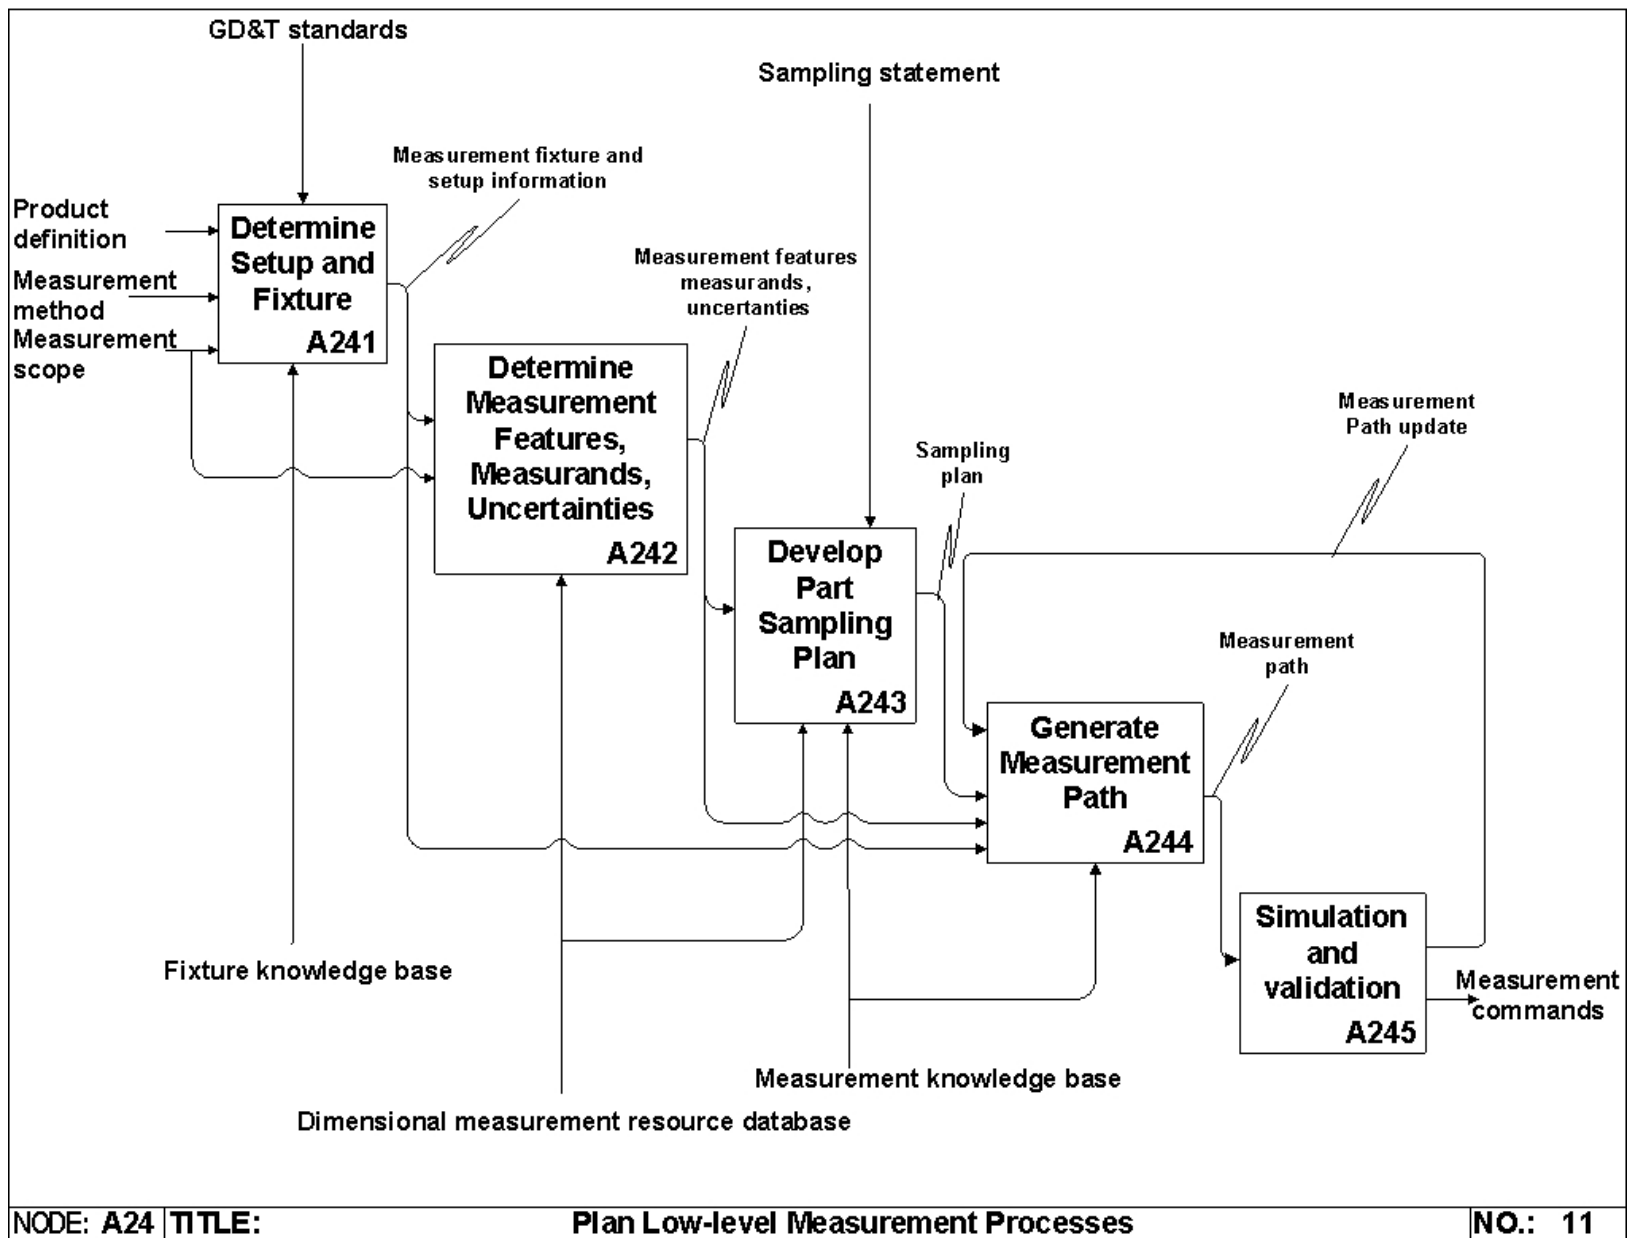 GD&T standards
Sampling statement
Measurement fixture and
setup information
Product
definition
Measurement
method
Measurement
scope
Determine
Setup and
Fixture
A241
Measurement features
measurands,
uncertanties
Determine
Measurement
Features,
Measurands,
Uncertainties
A242
Measurement
Path update
Sampling
plan
Develop
Part
Sampling
Plan
A243
Measurement
path
Generate
Measurement
Path
A244
Simulation
and
validation
A245
Measurement
commands
Fixture knowledge base
Measurement knowledge base
Dimensional measurement resource database
NODE: A24 TITLE: Plan Low-level Measurement Processes NO.: 11